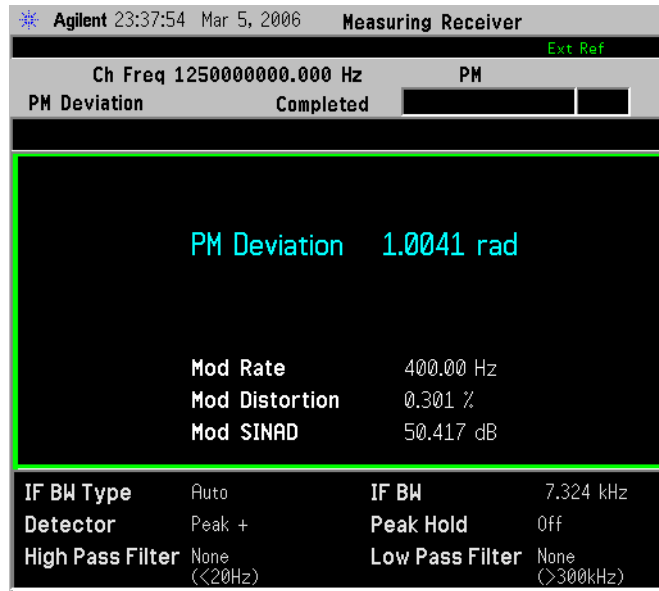 Agilent 23:37:54 Mar 5, 2006 Measuring Receiver
Ext Ref
Ch Freq 1250000000.000 Hz PM
PM Deviation Completed
PM Deviation 1.0041 rad
Mod Rate 400.00 Hz
Mod Distortion 0.301 %
Mod SINAD 50.417 dB
IF BW Type Auto IF BW 7.324 kHz
Detector Peak + Peak Hold Off
High Pass Filter None Low Pass Filter None
(<20Hz) (>300kHz)